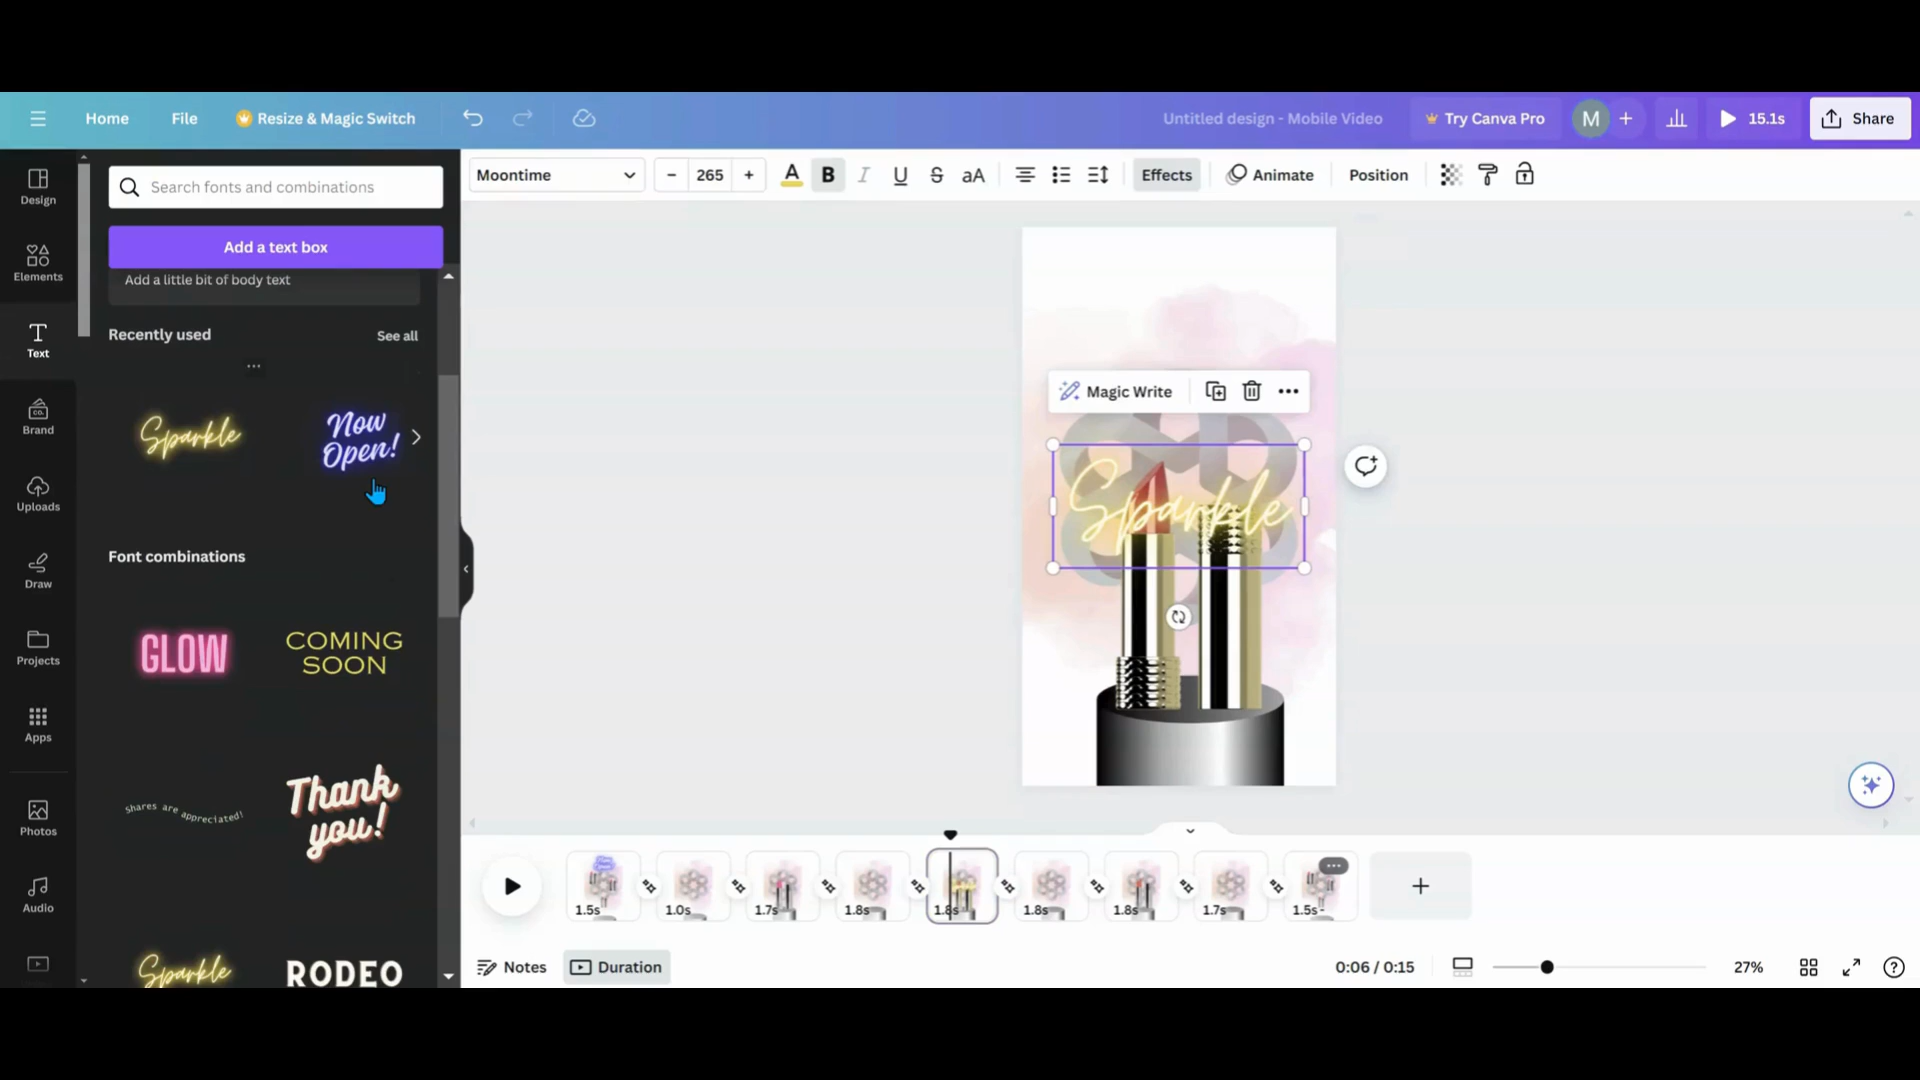 Home
File
Resize & Magic Switch
Untitled design - Mobile Video
Try Canva Pro
M
15.1s
Share
Design
Elements
Text
Brand
Uploads
Draw
Projects
Apps
Photos
Audio
Search fonts and combinations
Add a text box
Add a little bit of body text
Recently used
See all
Sparkle
Now
Open!
Font combinations
GLOW
COMING
SOON
Shares are appreciated!
Thank
you!
Sparkle
RODEO
Moontime
265
A
B
I
U
S
aA
Effects
Animate
Position
Magic Write
Sparkle
1.5s
1.0s
1.7s
1.8s
1.8s
1.8s
1.8s
1.7s
1.5s
Notes
Duration
0:06 / 0:15
27%